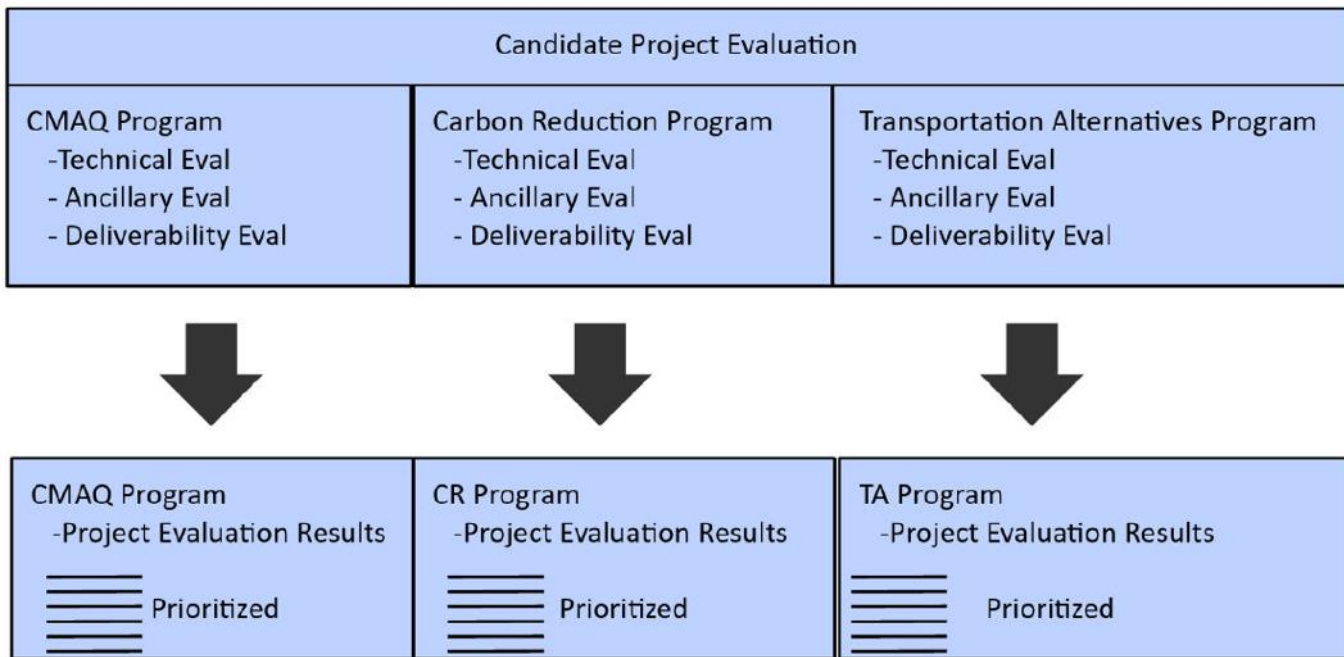 Candidate Project Evaluation
CMAQ Program
-Technical Eval
- Ancillary Eval
- Deliverability Eval
Carbon Reduction Program
-Technical Eval
- Ancillary Eval
- Deliverability Eval
Transportation Alternatives Program
-Technical Eval
- Ancillary Eval
- Deliverability Eval
CMAQ Program
-Project Evaluation Results
Prioritized
CR Program
-Project Evaluation Results
Prioritized
TA Program
-Project Evaluation Results
Prioritized